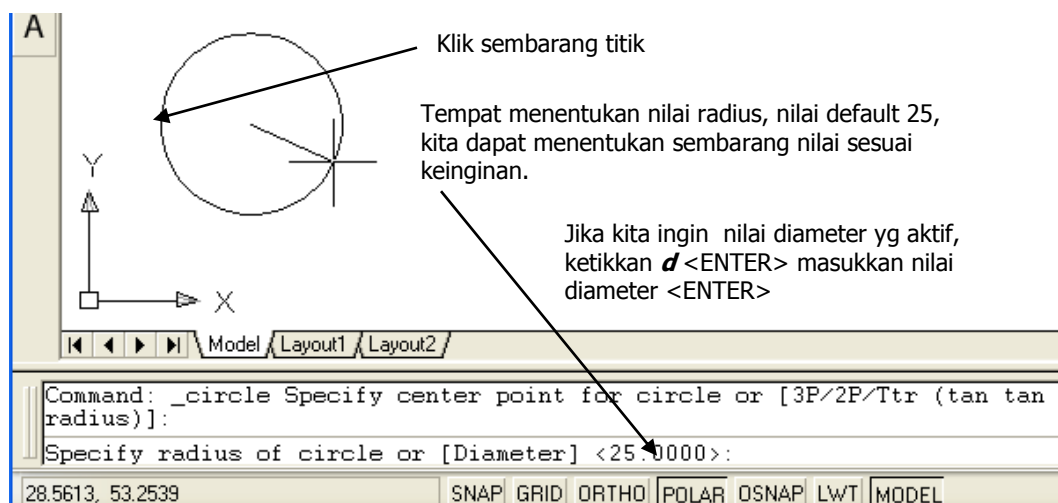 A
Klik sembarang titik
Tempat menentukan nilai radius, nilai default 25,
kita dapat menentukan sembarang nilai sesuai
keinginan.
Y
Jika kita ingin nilai diameter yg aktif,
ketikkan d <ENTER> masukkan nilai
diameter <ENTER>
X
Model Layout1 Layout2
Command: _circle Specify center point for circle or [3P/2P/Ttr (tan tan
radius)]:
Specify radius of circle or [Diameter] <25.0000>:
28.5613, 53.2539 SNAP GRID ORTHO POLAR OSNAP LWT MODEL